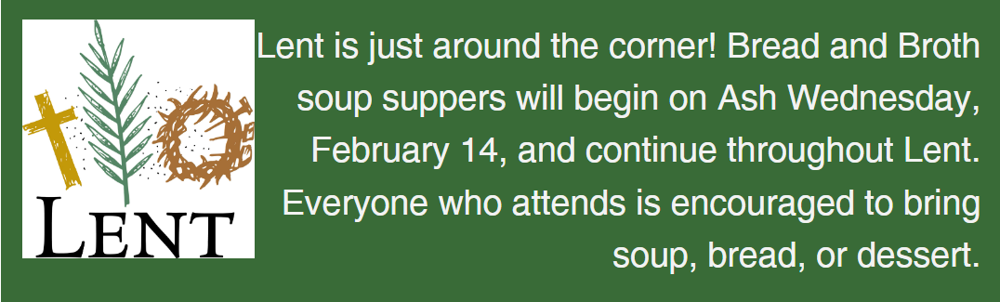 Lent is just around the corner! Bread and Broth
soup suppers will begin on Ash Wednesday,
February 14, and continue throughout Lent.
Everyone who attends is encouraged to bring
soup, bread, or dessert.
LENT